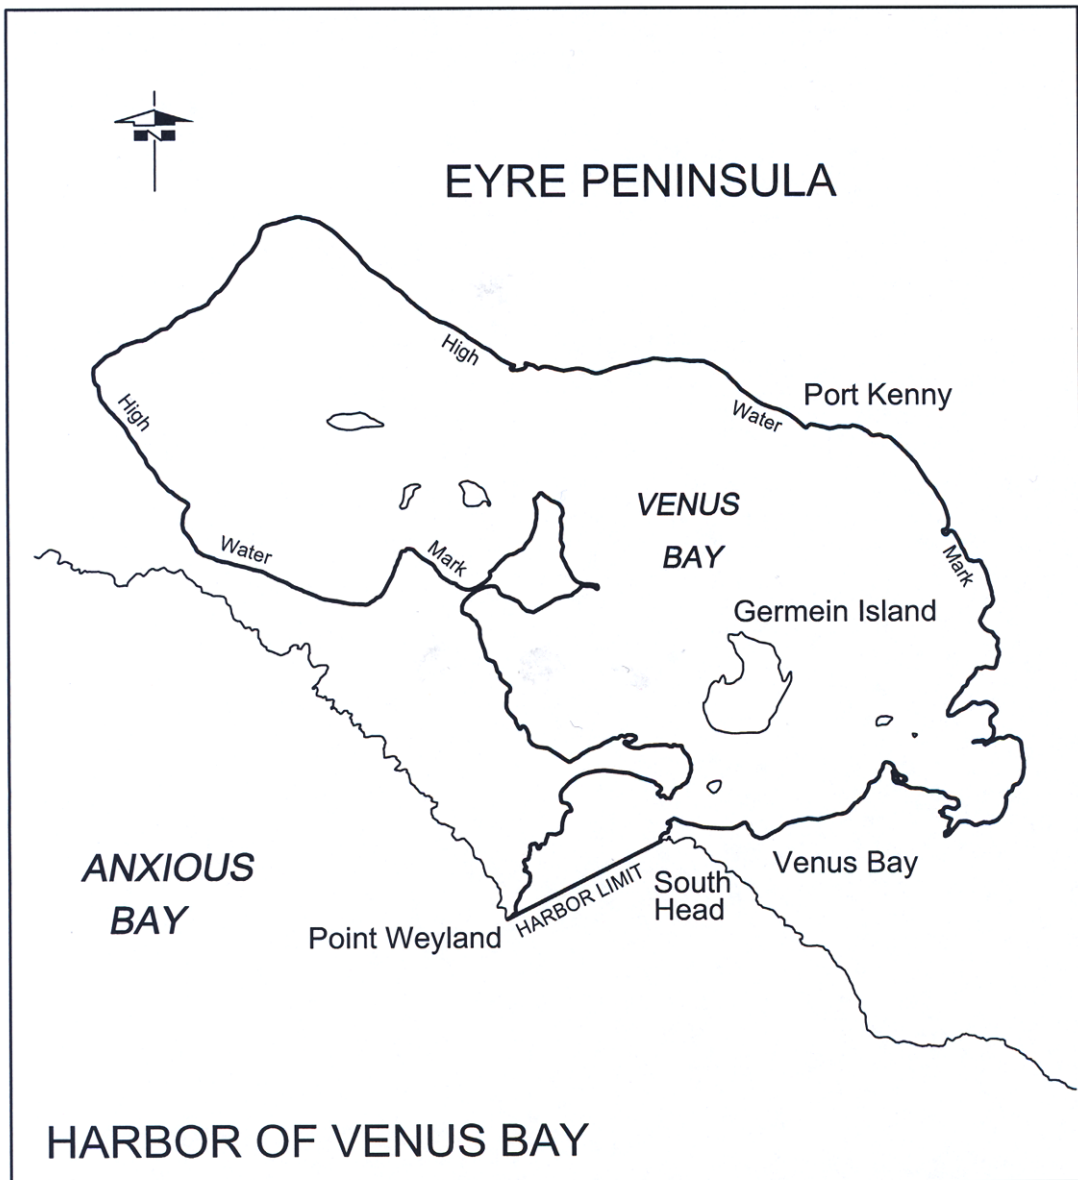 N
EYRE PENINSULA
High
High
Port Kenny
Water
VENUS
BAY
Water
Mark
Mark
Germein Island
ANXIOUS
BAY
Venus Bay
South
Head
HARBOR LIMIT
Point Weyland
HARBOR OF VENUS BAY